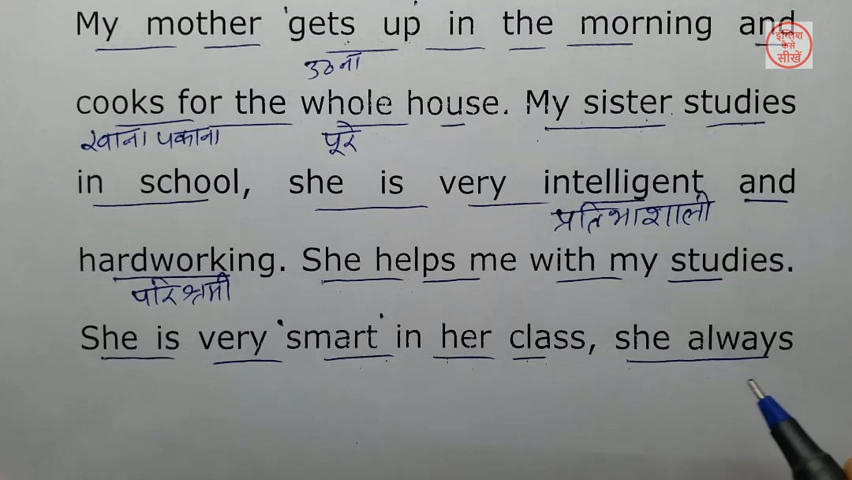 My mother 'gets up in the morning and
उठना
cooks for the whole house. My sister studies
खाना पकाना पूरे
in school, she is very intelligent and
प्रतिभाशाली
hardworking. She helps me with my studies.
परिश्रमी
She is very 'smart' in her class, she always
इंग्लिश
कैसे
सीखें